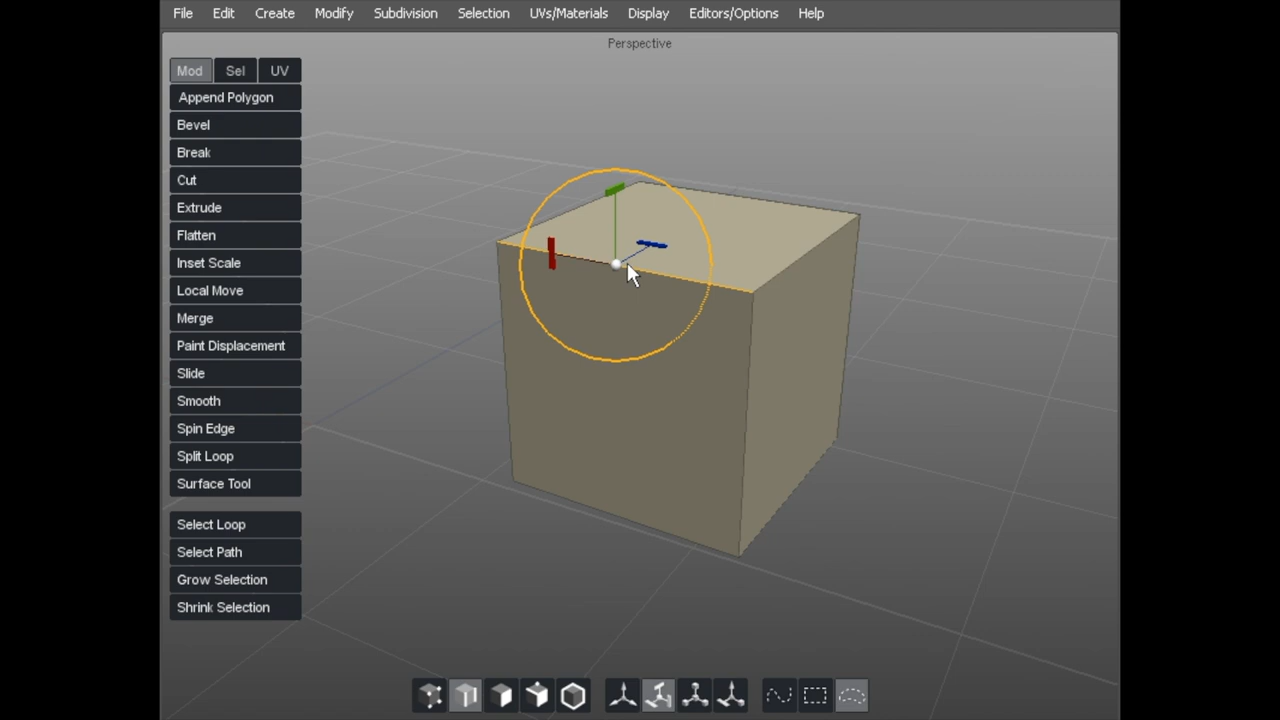 File Edit Create Modify Subdivision Selection UVs/Materials Display Editors/Options Help
Perspective
Mod Sel UV
Append Polygon
Bevel
Break
Cut
Extrude
Flatten
Inset Scale
Local Move
Merge
Paint Displacement
Slide
Smooth
Spin Edge
Split Loop
Surface Tool
Select Loop
Select Path
Grow Selection
Shrink Selection